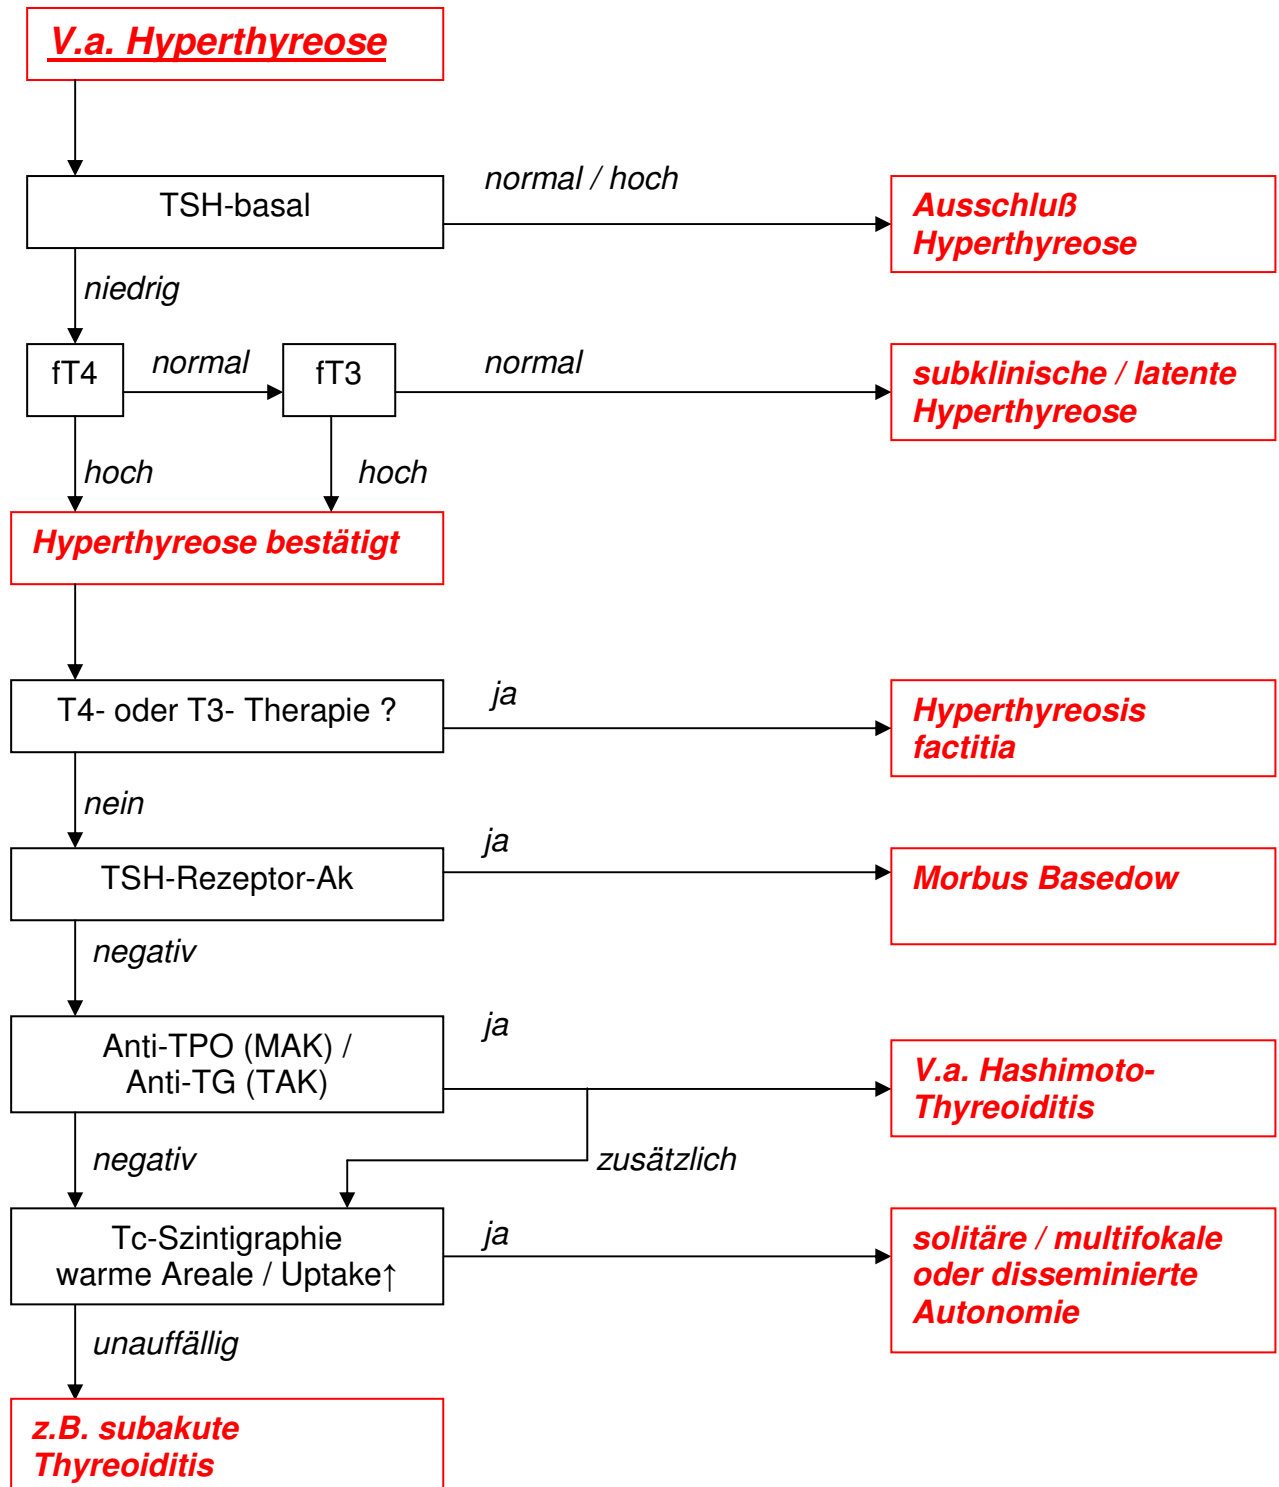 V.a. Hyperthyreose
TSH-basal
normal / hoch
Ausschluß
Hyperthyreose
niedrig
fT4
normal
fT3
normal
subklinische / latente
Hyperthyreose
hoch
hoch
Hyperthyreose bestätigt
T4- oder T3- Therapie ?
ja
Hyperthyreosis
factitia
nein
TSH-Rezeptor-Ak
ja
Morbus Basedow
negativ
Anti-TPO (MAK) /
Anti-TG (TAK)
ja
V.a. Hashimoto-
Thyreoiditis
negativ
zusätzlich
Tc-Szintigraphie
warme Areale / Uptake↑
ja
solitäre / multifokale
oder disseminierte
Autonomie
unauffällig
z.B. subakute
Thyreoiditis